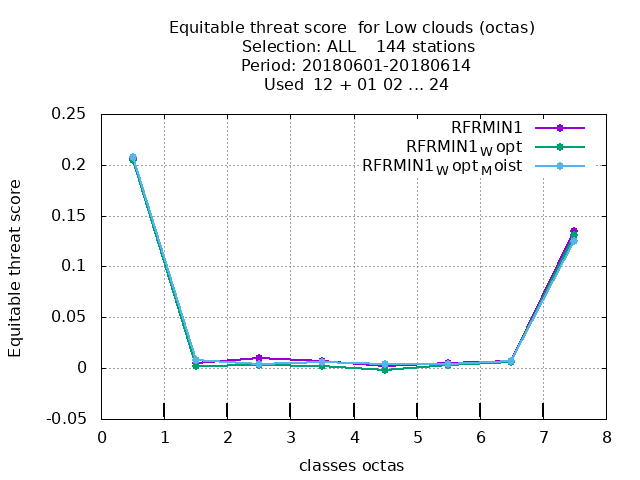 Equitable threat score  for Low clouds (octas)
Selection: ALL    144 stations
Period: 20180601-20180614
Used  12 + 01 02 ... 24
0.25
0.2
0.15
0.1
0.05
0
-0.05
Equitable threat score
RFRMIN1
RFRMIN1W opt
RFRMIN1W optM oist
0 1 2 3 4 5 6 7 8
classes octas